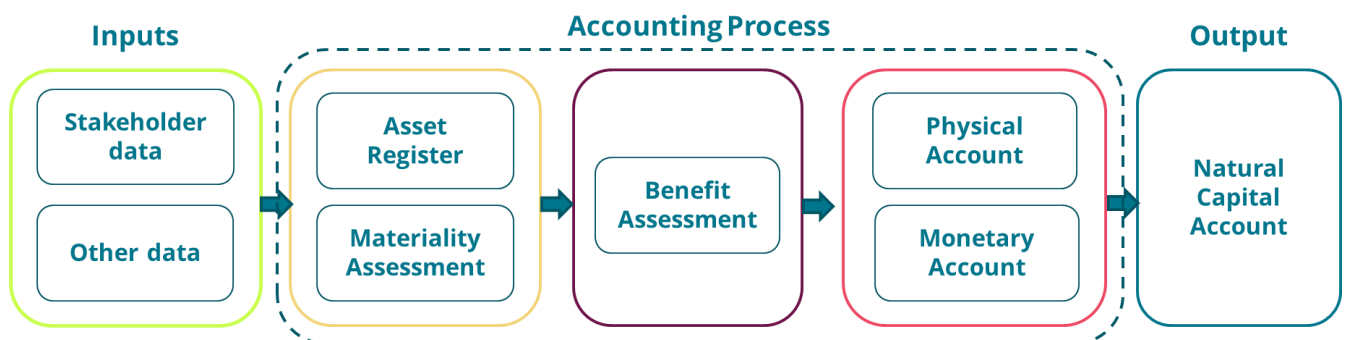 Inputs
Accounting Process
Output
Stakeholder
data
Other data
Asset
Register
Materiality
Assessment
Benefit
Assessment
Physical
Account
Monetary
Account
Natural
Capital
Account